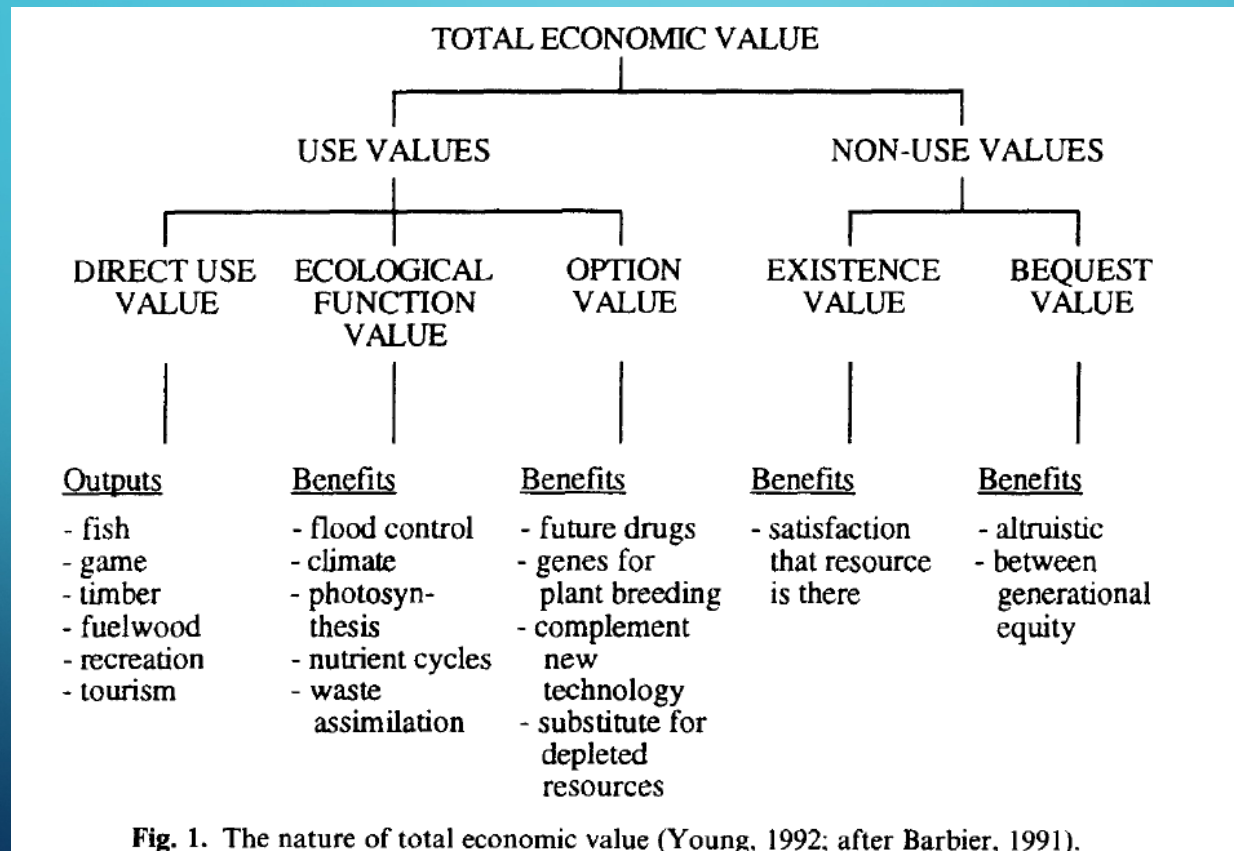 TOTAL ECONOMIC VALUE
USE VALUES
NON-USE VALUES
DIRECT USE
VALUE
ECOLOGICAL
FUNCTION
VALUE
OPTION
VALUE
EXISTENCE
VALUE
BEQUEST
VALUE
Outputs
- fish
- game
- timber
- fuelwood
- recreation
- tourism
Benefits
- flood control
- climate
- photosyn-
thesis
- nutrient cycles
- waste
assimilation
Benefits
- future drugs
- genes for
plant breeding
- complement
new
technology
- substitute for
depleted
resources
Benefits
- satisfaction
that resource
is there
Benefits
- altruistic
- between
generational
equity
Fig. 1. The nature of total economic value (Young, 1992; after Barbier, 1991).